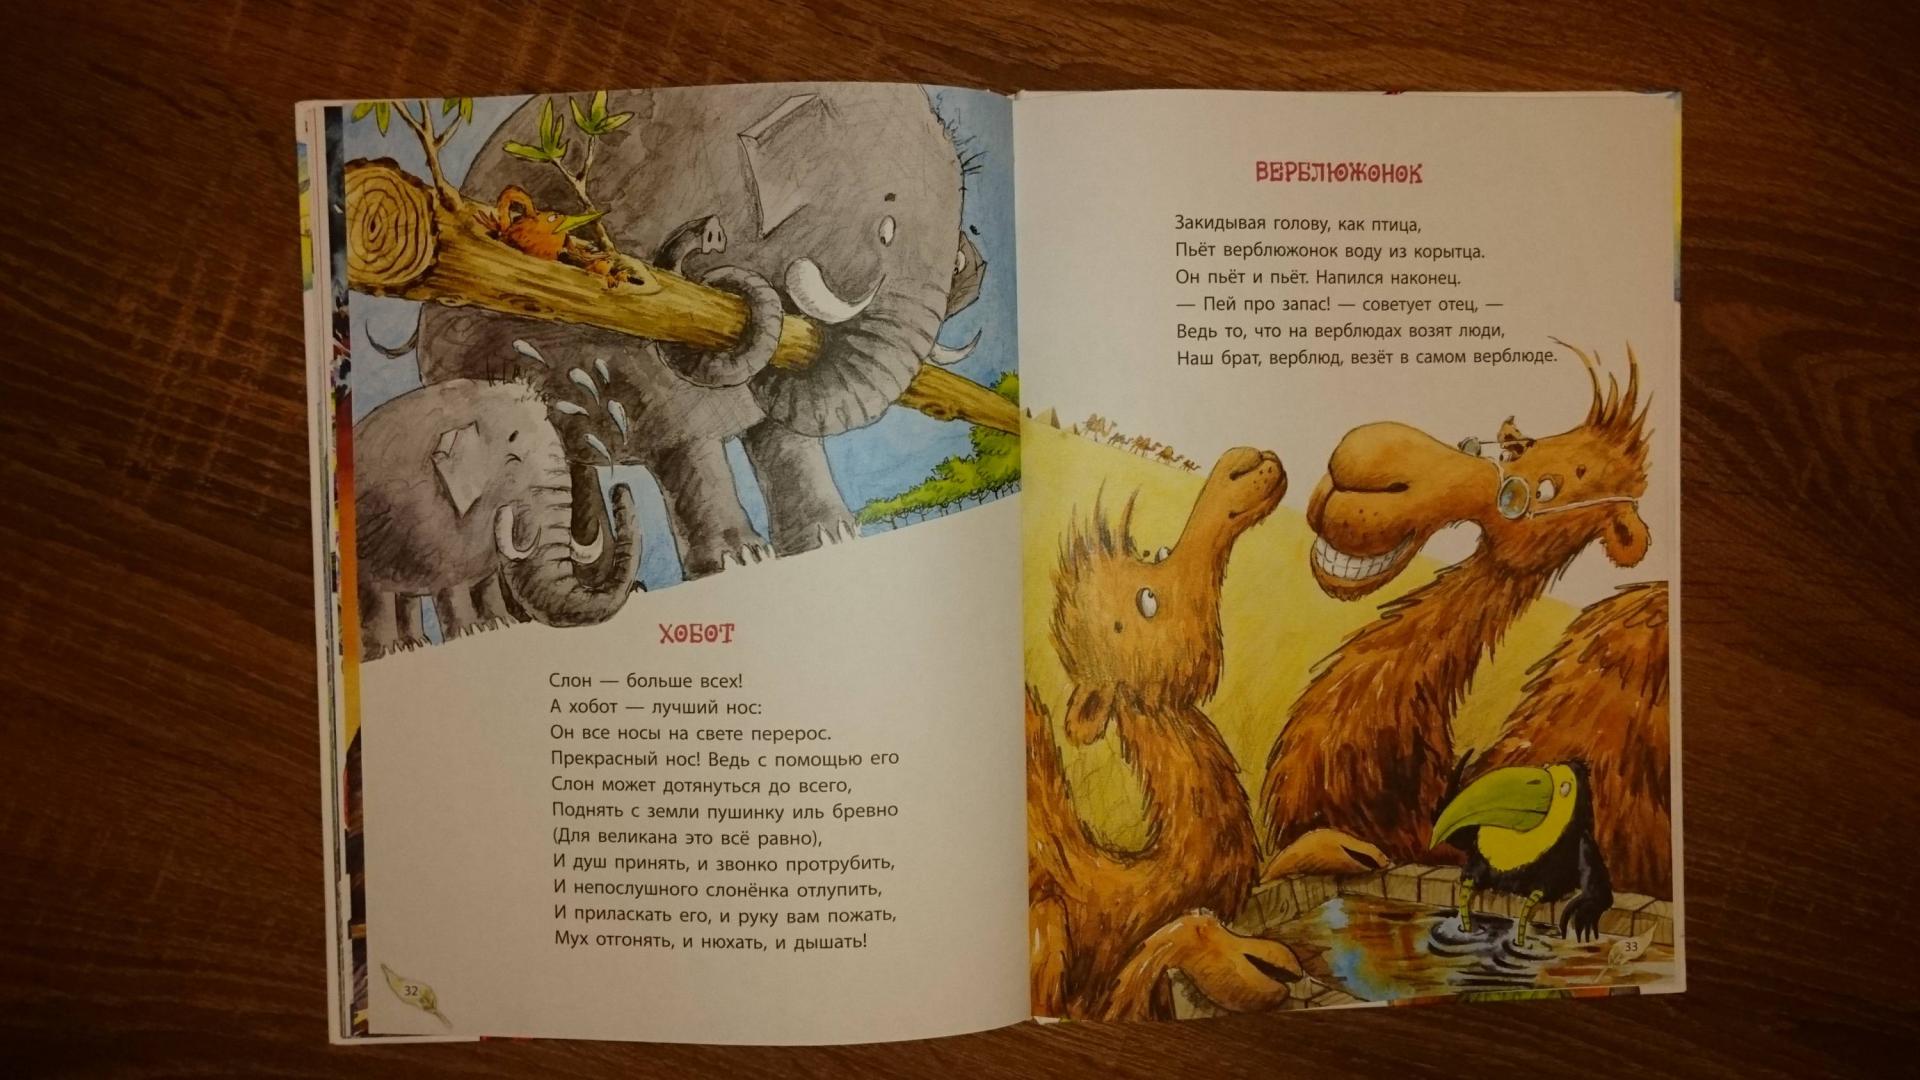 ХОБОТ
Слон — больше всех!
А хобот — лучший нос:
Он все носы на свете перерос.
Прекрасный нос! Ведь с помощью его
Слон может дотянуться до всего,
Поднять с земли пушинку иль бревно
(Для великана это всё равно),
И душ принять, и звонко протрубить,
И непослушного слонёнка отлупить,
И приласкать его, и руку вам пожать,
Мух отгонять, и нюхать, и дышать!
32
ВЕРБЛЮЖОНОК
Закидывая голову, как птица,
Пьёт верблюжонок воду из корытца.
Он пьёт и пьёт. Напился наконец.
— Пей про запас! — советует отец, —
Ведь то, что на верблюдах возят люди,
Наш брат, верблюд, везёт в самом верблюде.
33